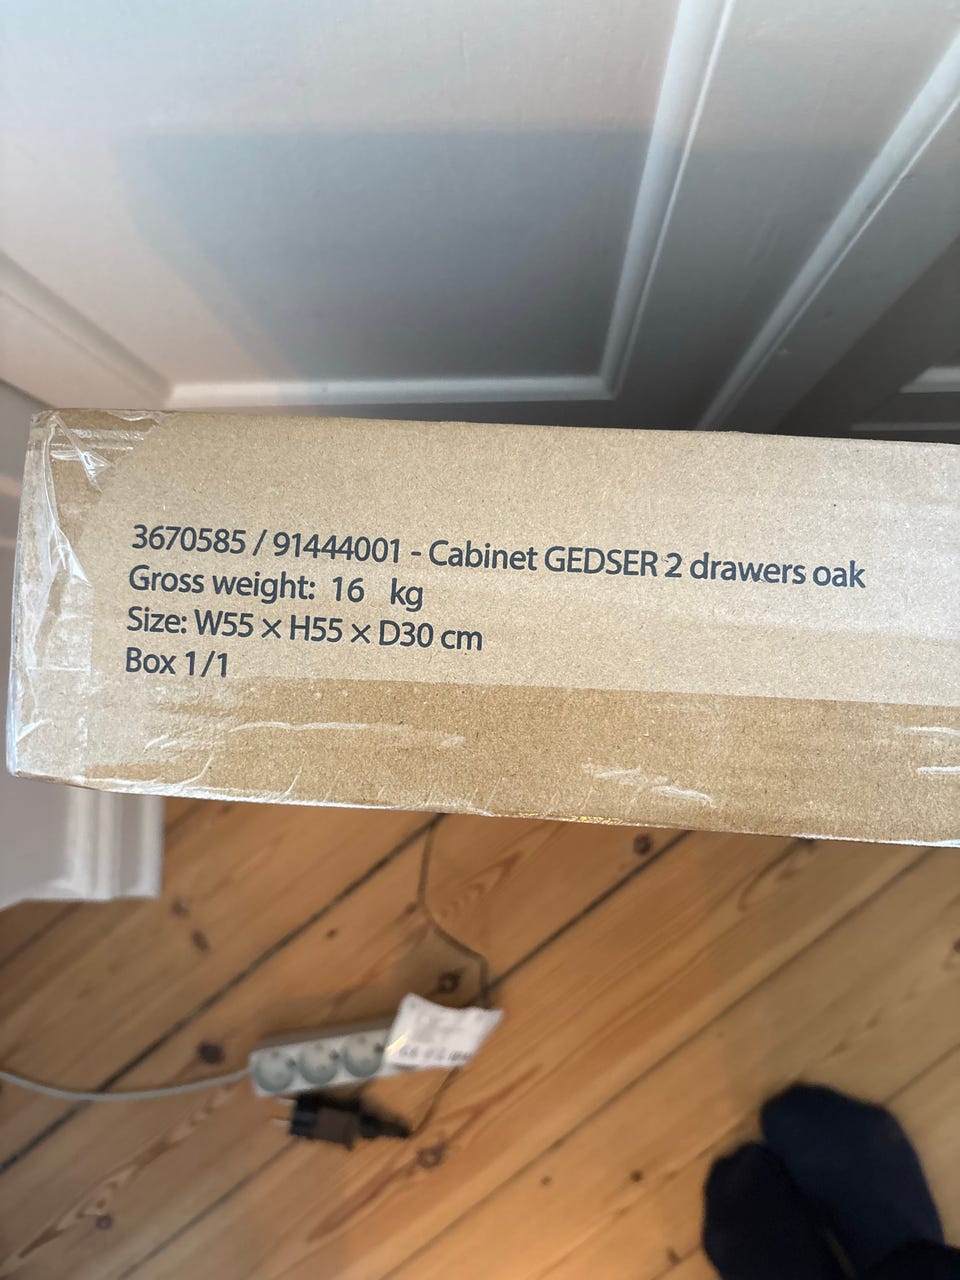 3670585 / 91444001 - Cabinet GEDSER 2 drawers oak
Gross weight: 16 kg
Size: W55 × H55 × D30 cm
Box 1/1